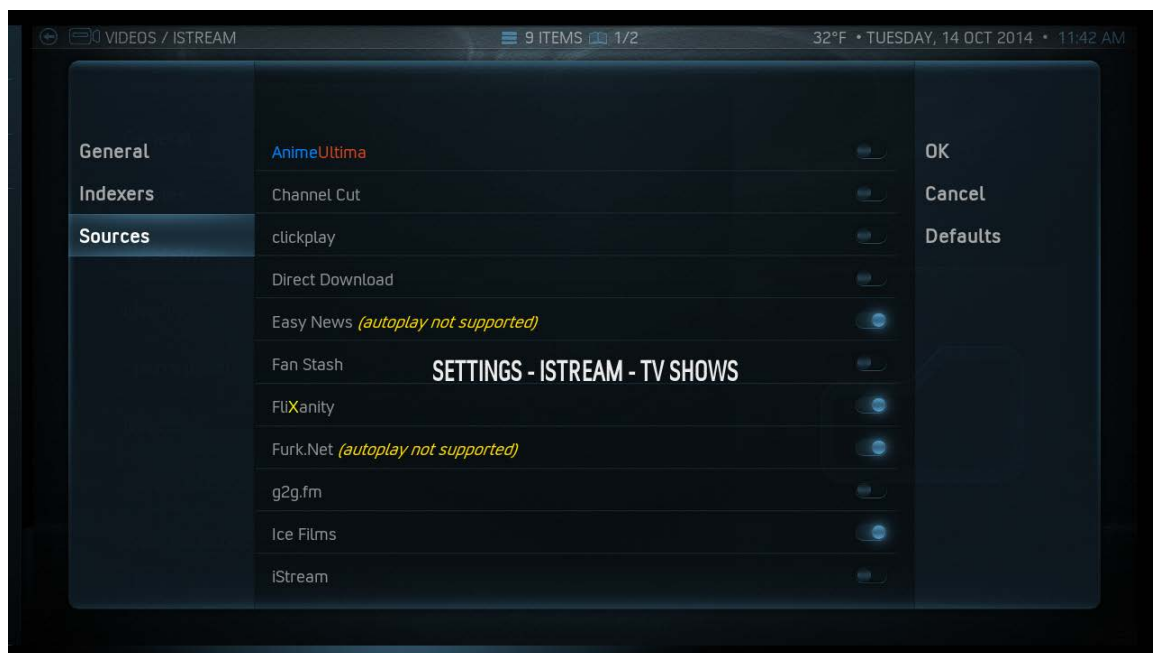 VIDEOS / ISTREAM
9 ITEMS 1/2
32°F • TUESDAY, 14 OCT 2014 • 11:42 AM
General
Indexers
Sources
AnimeUltima
Channel Cut
clickplay
Direct Download
Easy News (autoplay not supported)
Fan Stash
SETTINGS - ISTREAM - TV SHOWS
FliXanity
Furk.Net (autoplay not supported)
g2g.fm
Ice Films
iStream
OK
Cancel
Defaults